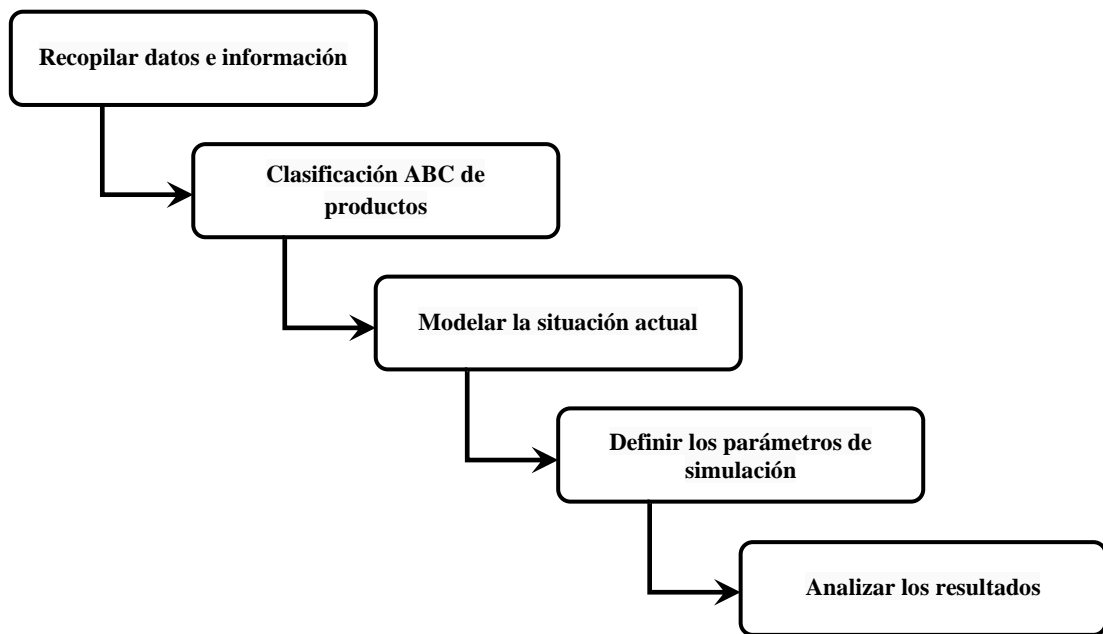 Recopilar datos e información
Clasificación ABC de
productos
Modelar la situación actual
Definir los parámetros de
simulación
Analizar los resultados